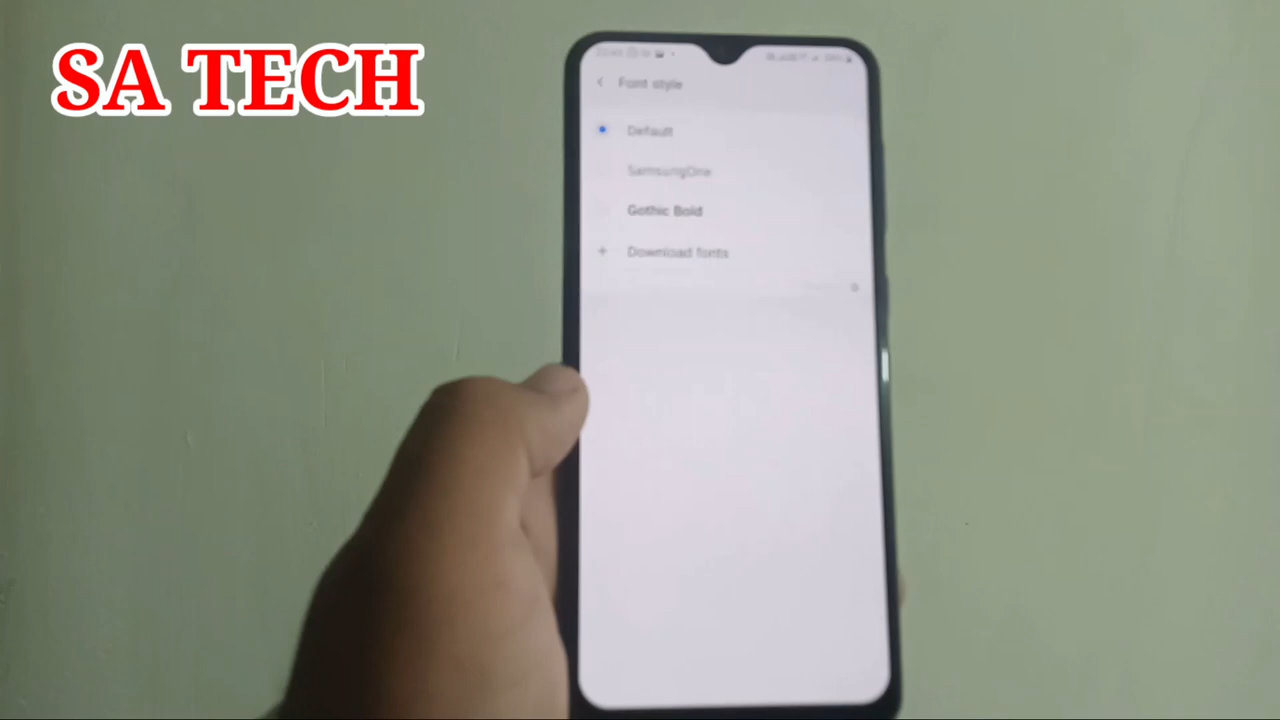 SA TECH
Font style
Default
SamsungOne
Gothic Bold
Download fonts